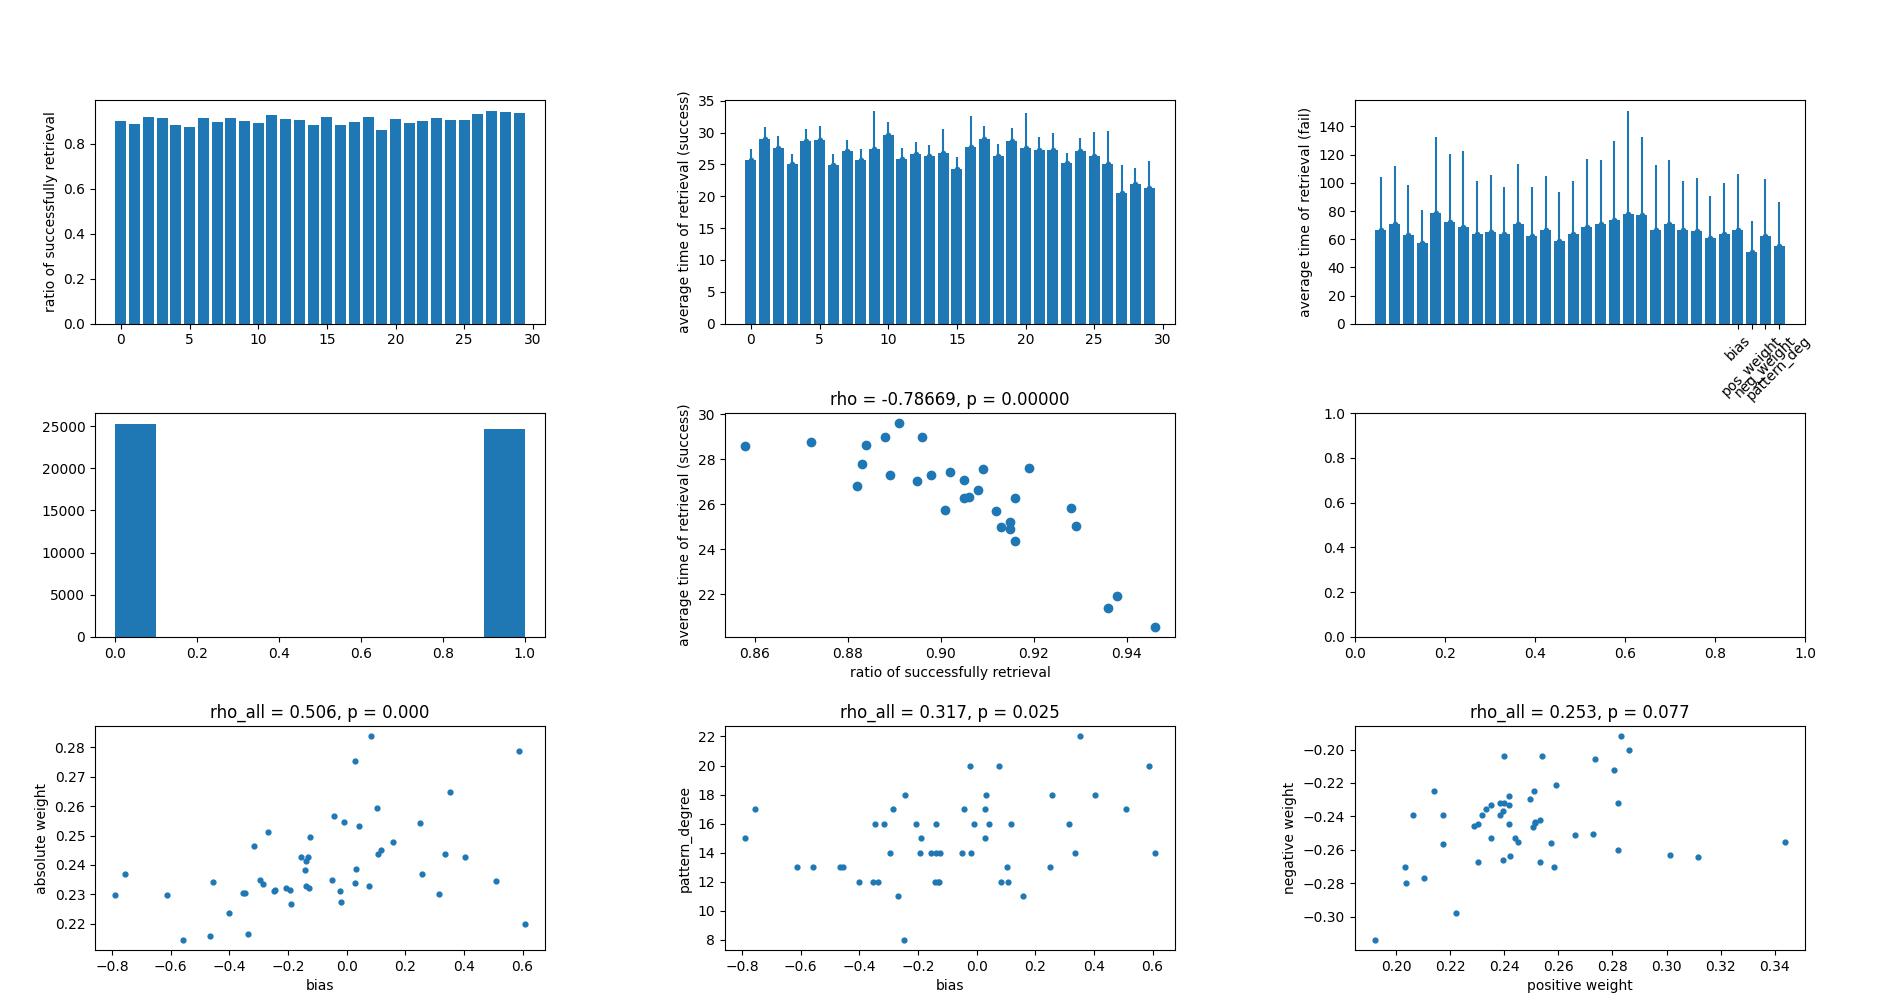 ratio of successfully retrieval
0.8
0.6
0.4
0.2
0.0
0 5 10 15 20 25 30
average time of retrieval (success)
35
30
25
20
15
10
5
0
0 5 10 15 20 25 30
average time of retrieval (fail)
140
120
100
80
60
40
20
0
bias
pos_weight
neg_weight
pattern_deg
25000
20000
15000
10000
5000
0
0.0 0.2 0.4 0.6 0.8 1.0
rho = -0.78669, p = 0.00000
average time of retrieval (success)
30
28
26
24
22
0.86 0.88 0.90 0.92 0.94
ratio of successfully retrieval
1.0
0.8
0.6
0.4
0.2
0.0
0.0 0.2 0.4 0.6 0.8 1.0
rho_all = 0.506, p = 0.000
absolute weight
0.28
0.27
0.26
0.25
0.24
0.23
0.22
−0.8 −0.6 −0.4 −0.2 0.0 0.2 0.4 0.6
bias
rho_all = 0.317, p = 0.025
pattern_degree
22
20
18
16
14
12
10
8
−0.8 −0.6 −0.4 −0.2 0.0 0.2 0.4 0.6
bias
rho_all = 0.253, p = 0.077
negative weight
−0.20
−0.22
−0.24
−0.26
−0.28
−0.30
0.20 0.22 0.24 0.26 0.28 0.30 0.32 0.34
positive weight